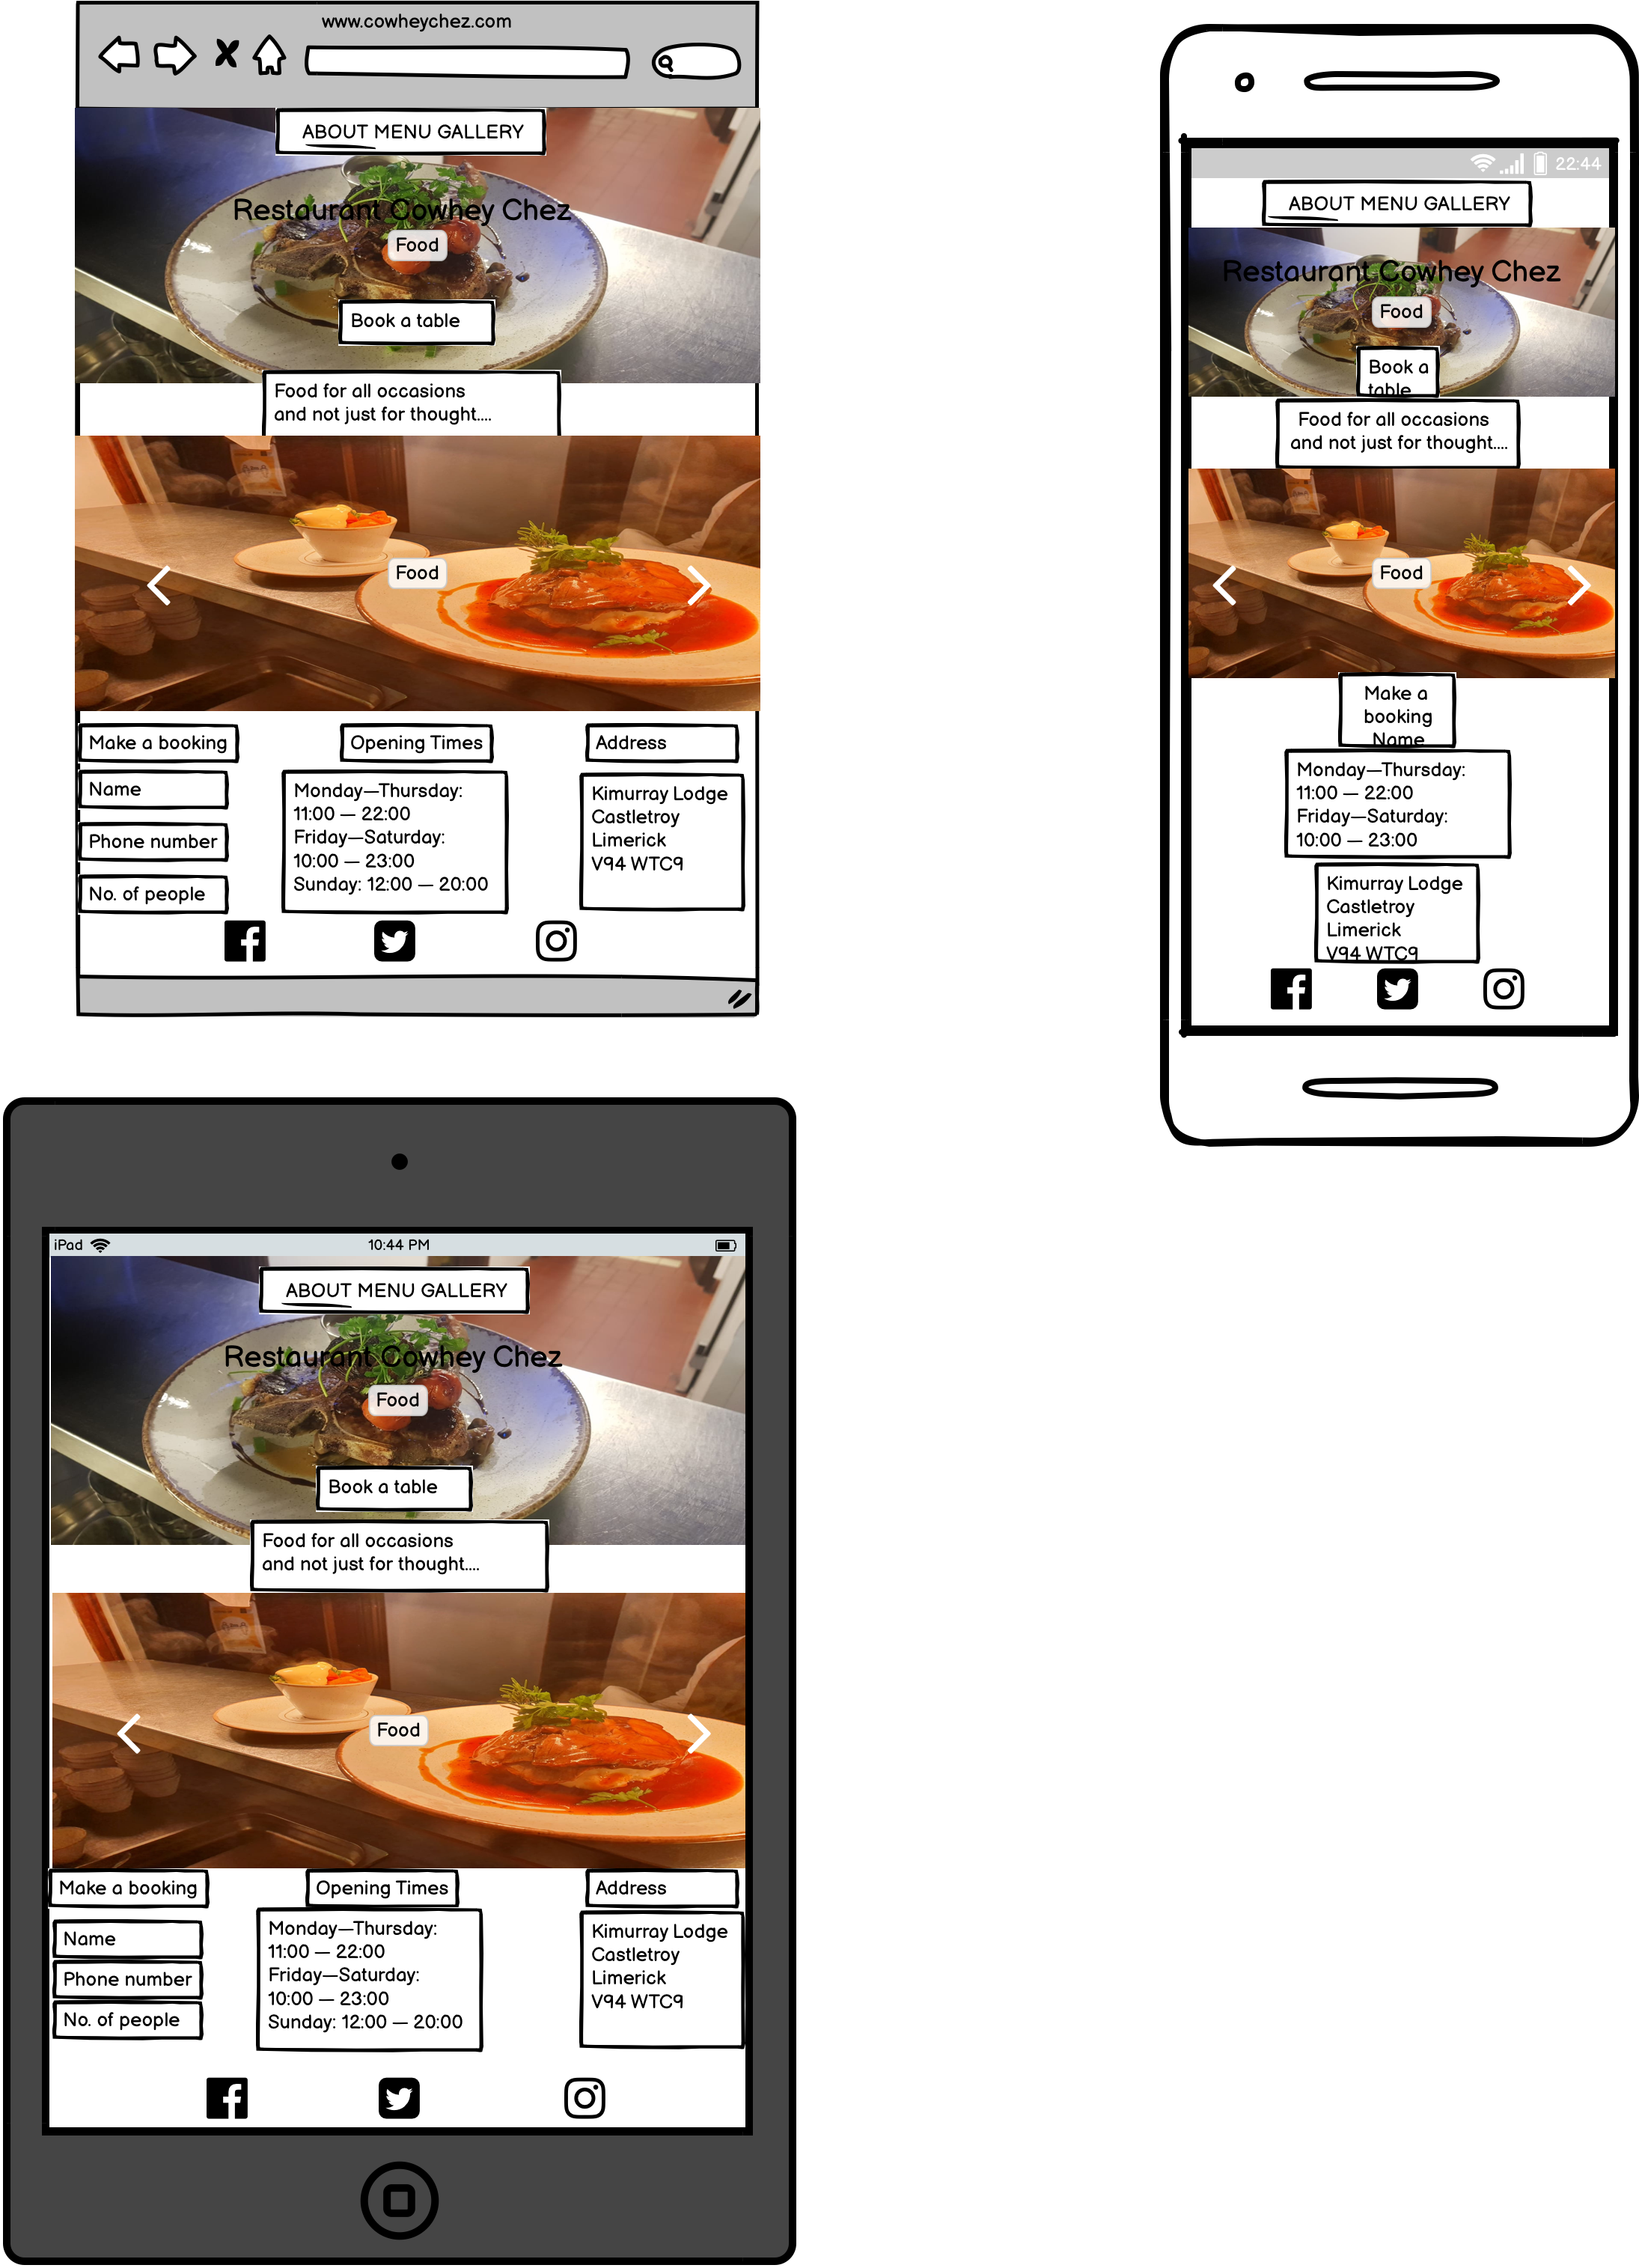 www.cowheychez.com
ABOUT MENU GALLERY
Restaurant Cowhey Chez
Food
Book a table
Food for all occasions
and not just for thought....
Food
Make a booking
Name
Phone number
No. of people
Opening Times
Monday—Thursday:
11:00 — 22:00
Friday—Saturday:
10:00 — 23:00
Sunday: 12:00 — 20:00
Address
Kimurray Lodge
Castletroy
Limerick
V94 WTC9
22:44
ABOUT MENU GALLERY
Restaurant Cowhey Chez
Food
Book a
table
Food for all occasions
and not just for thought....
Food
Make a
booking
Name
Monday—Thursday:
11:00 — 22:00
Friday—Saturday:
10:00 — 23:00
Kimurray Lodge
Castletroy
Limerick
V94 WTC9
iPad
10:44 PM
ABOUT MENU GALLERY
Restaurant Cowhey Chez
Food
Book a table
Food for all occasions
and not just for thought....
Food
Make a booking
Name
Phone number
No. of people
Opening Times
Monday—Thursday:
11:00 — 22:00
Friday—Saturday:
10:00 — 23:00
Sunday: 12:00 — 20:00
Address
Kimurray Lodge
Castletroy
Limerick
V94 WTC9